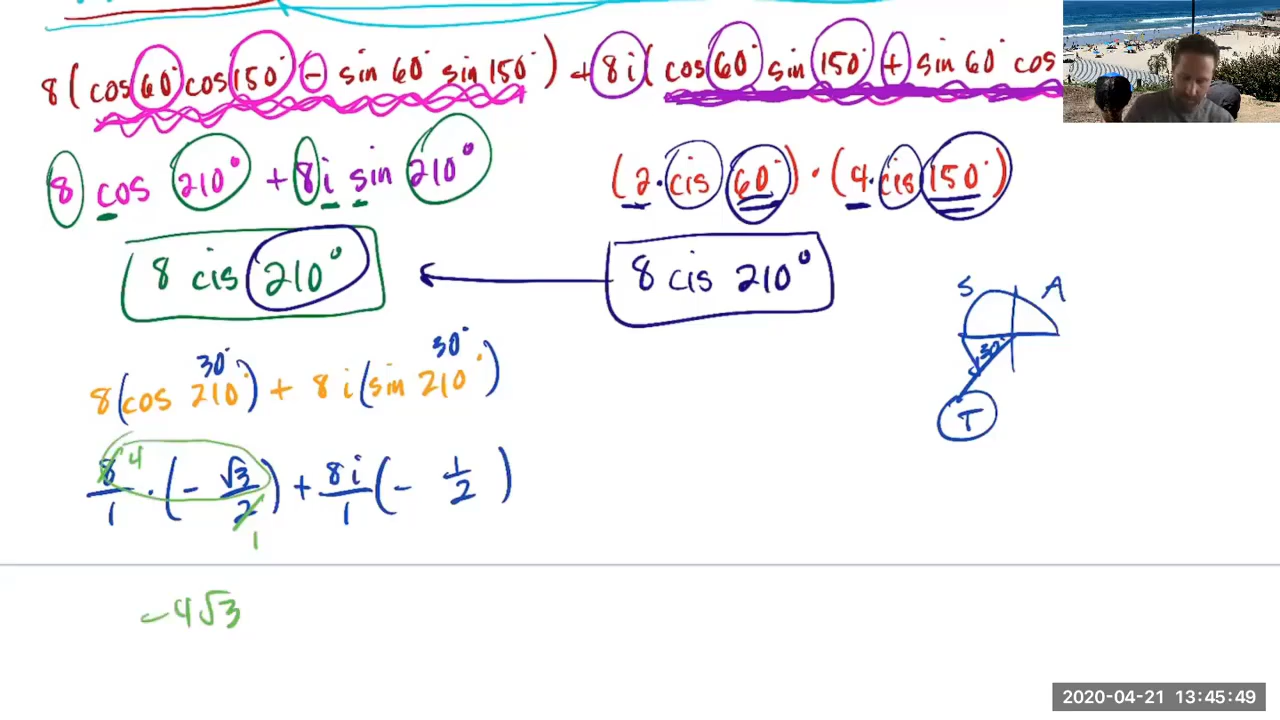 8(cos 60° cos 150° - sin 60° sin 150°) + 8i(cos 60° sin 150° + sin 60° cos
8 cos 210° + 8i sin 210°
(2·cis 60°)·(4·cis 150°)
8 cis 210°
8 cis 210°
S A
30°
T
30° 30°
8(cos 210°) + 8i(sin 210°)
8/1 4 · (- √3/2) + 8i/1 (- 1/2)
1
-4√3
2020-04-21 13:45:49